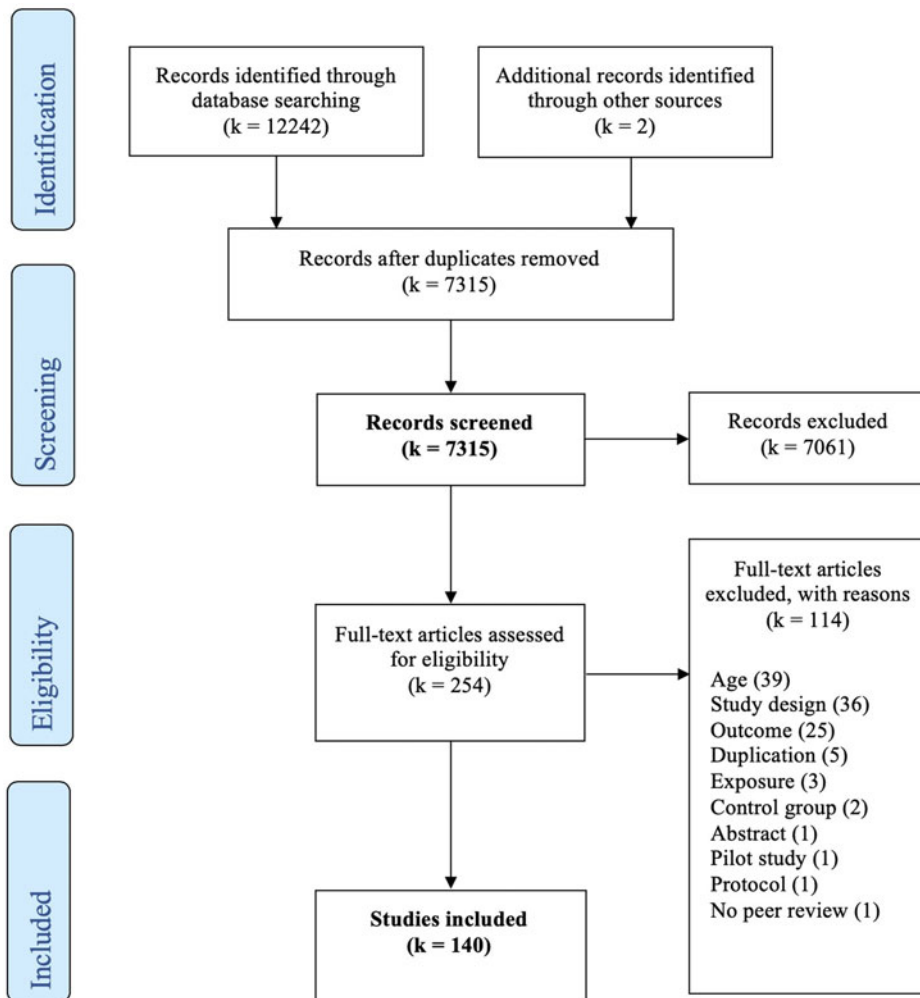 Identification
Records identified through
database searching
(k = 12242)
Additional records identified
through other sources
(k = 2)
Records after duplicates removed
(k = 7315)
Screening
Records screened
(k = 7315)
Records excluded
(k = 7061)
Eligibility
Full-text articles assessed
for eligibility
(k = 254)
Full-text articles
excluded, with reasons
(k = 114)
Age (39)
Study design (36)
Outcome (25)
Duplication (5)
Exposure (3)
Control group (2)
Abstract (1)
Pilot study (1)
Protocol (1)
No peer review (1)
Included
Studies included
(k = 140)